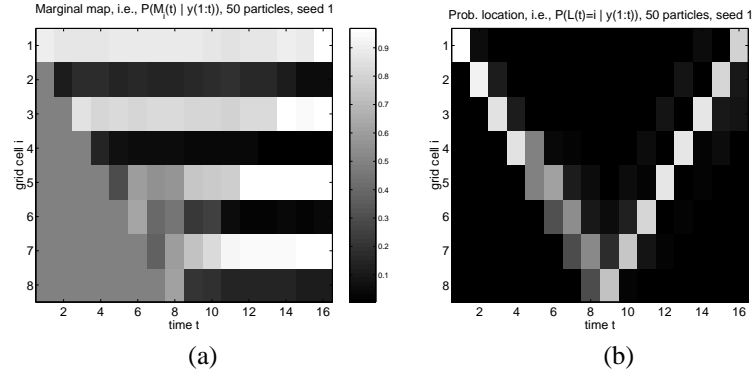 Marginal map, i.e., P(Mi(t) | y(1:t)), 50 particles, seed 1
1
2
3
4
5
6
7
8
grid cell i
2 4 6 8 10 12 14 16
time t
0.9
0.8
0.7
0.6
0.5
0.4
0.3
0.2
0.1
(a)
Prob. location, i.e., P(L(t)=i | y(1:t)), 50 particles, seed 1
1
2
3
4
5
6
7
8
grid cell i
2 4 6 8 10 12 14 16
time t
(b)